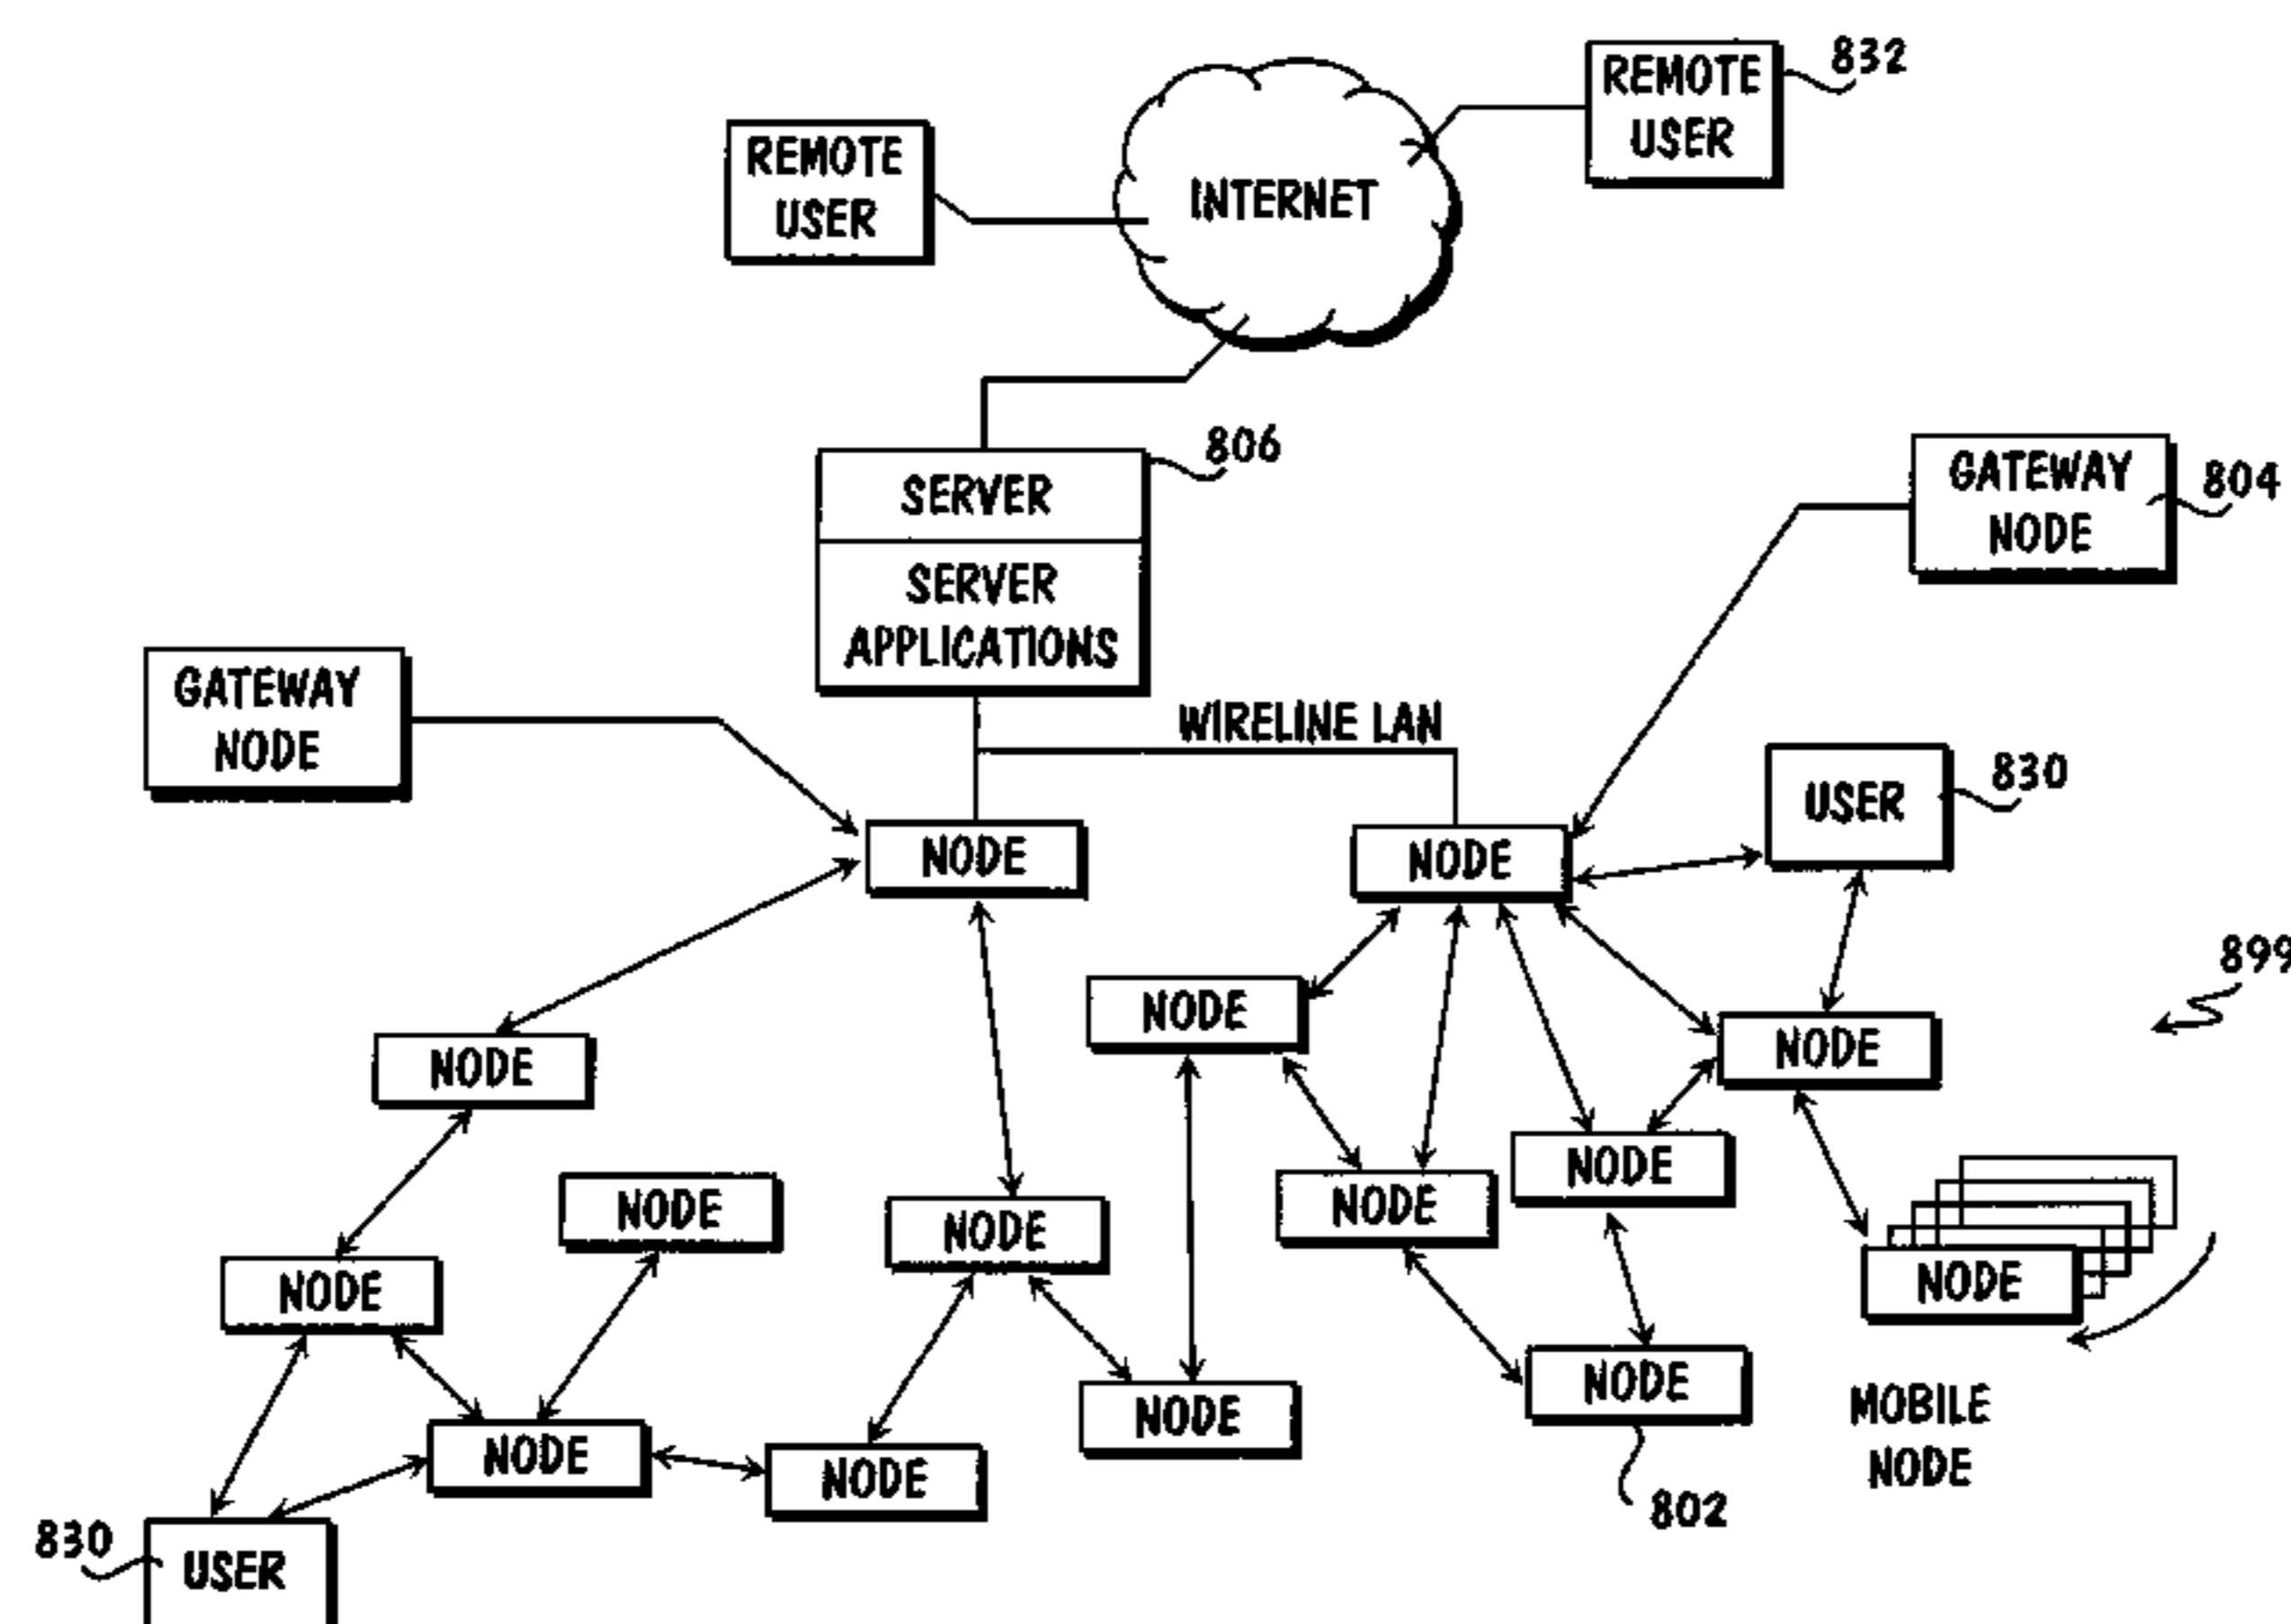 832
REMOTE
USER
REMOTE
USER
INTERNET
806
SERVER
SERVER
APPLICATIONS
GATEWAY
NODE
804
GATEWAY
NODE
WIRELINE LAN
USER
830
NODE
NODE
899
NODE
NODE
NODE
NODE
NODE
NODE
NODE
NODE
NODE
NODE
NODE
NODE
NODE
MOBILE
NODE
802
830
USER